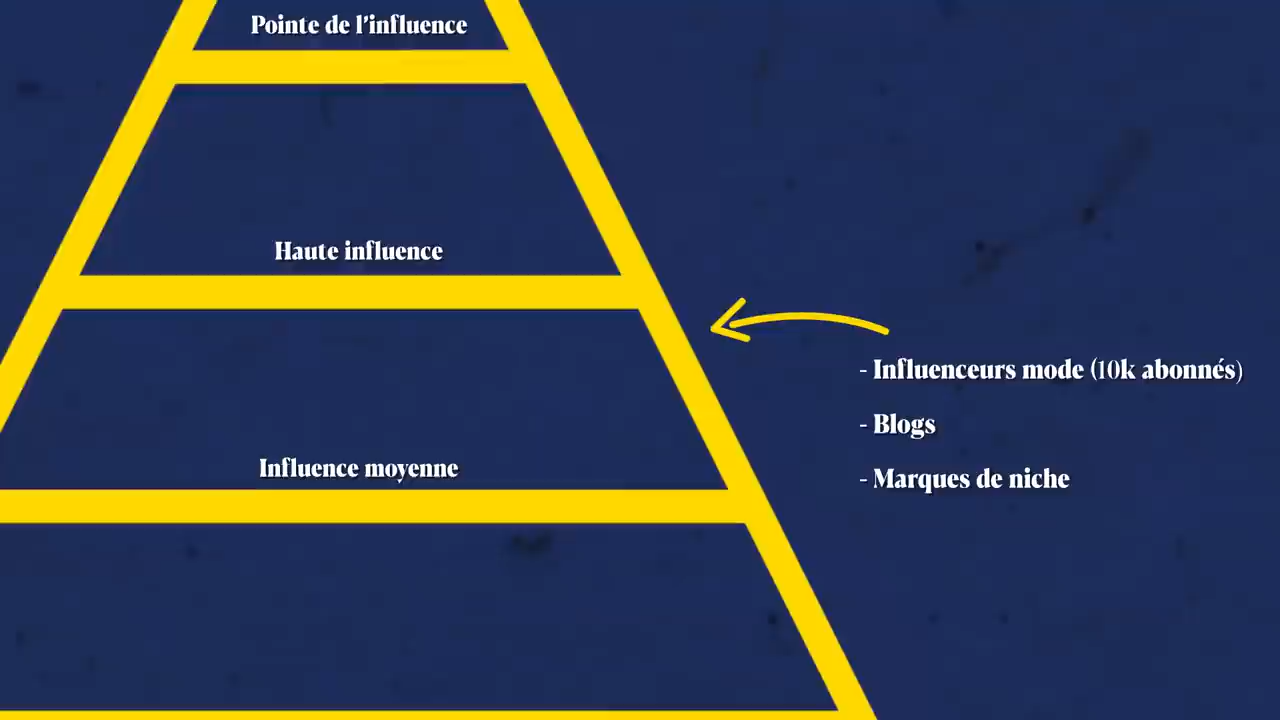 Pointe de l'influence
Haute influence
- Influenceurs mode (10k abonnés)
- Blogs
Influence moyenne
- Marques de niche